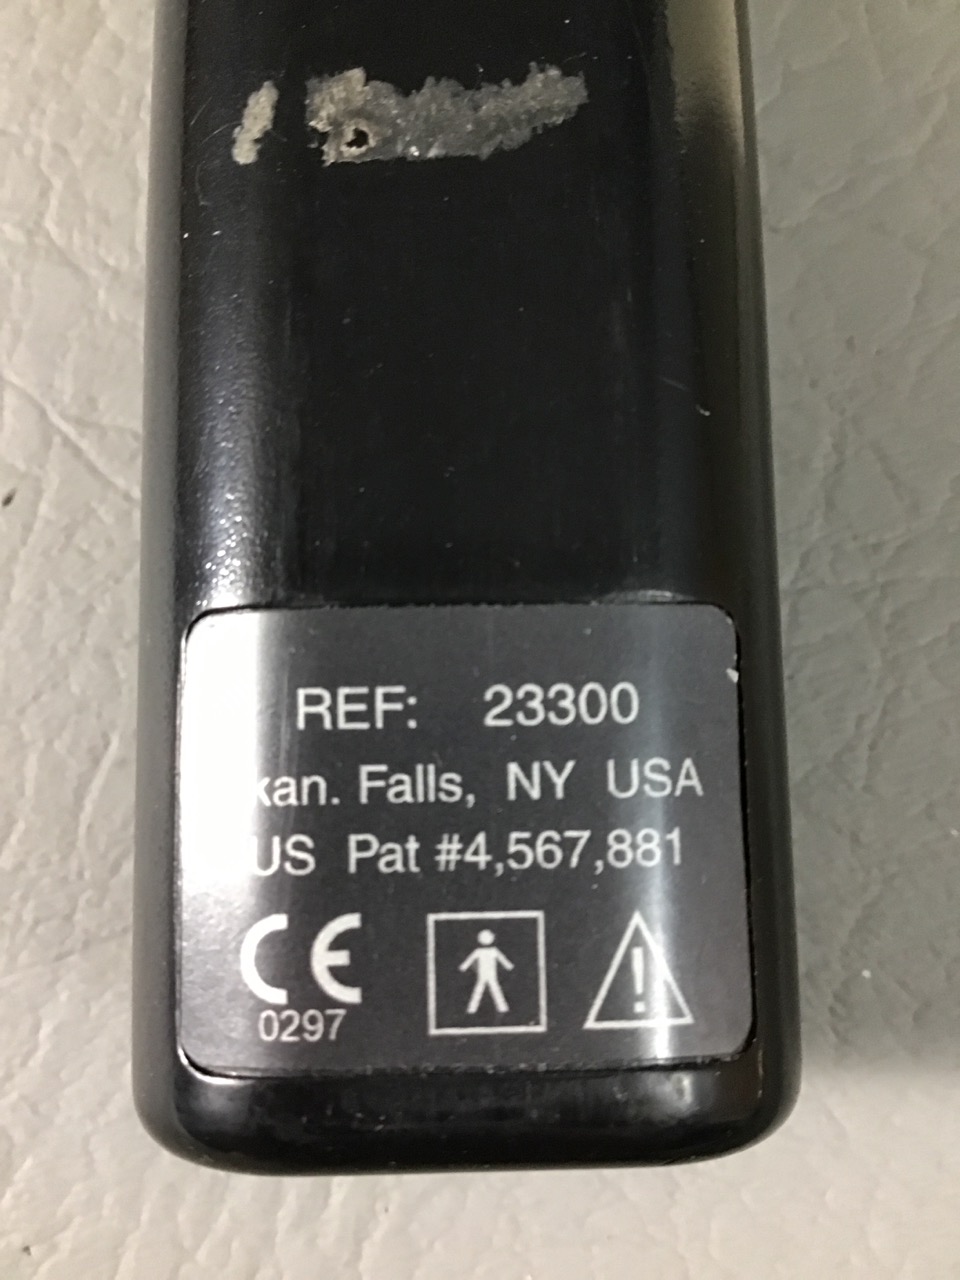 REF: 23300
kan. Falls, NY USA
US Pat #4,567,881
CE
0297